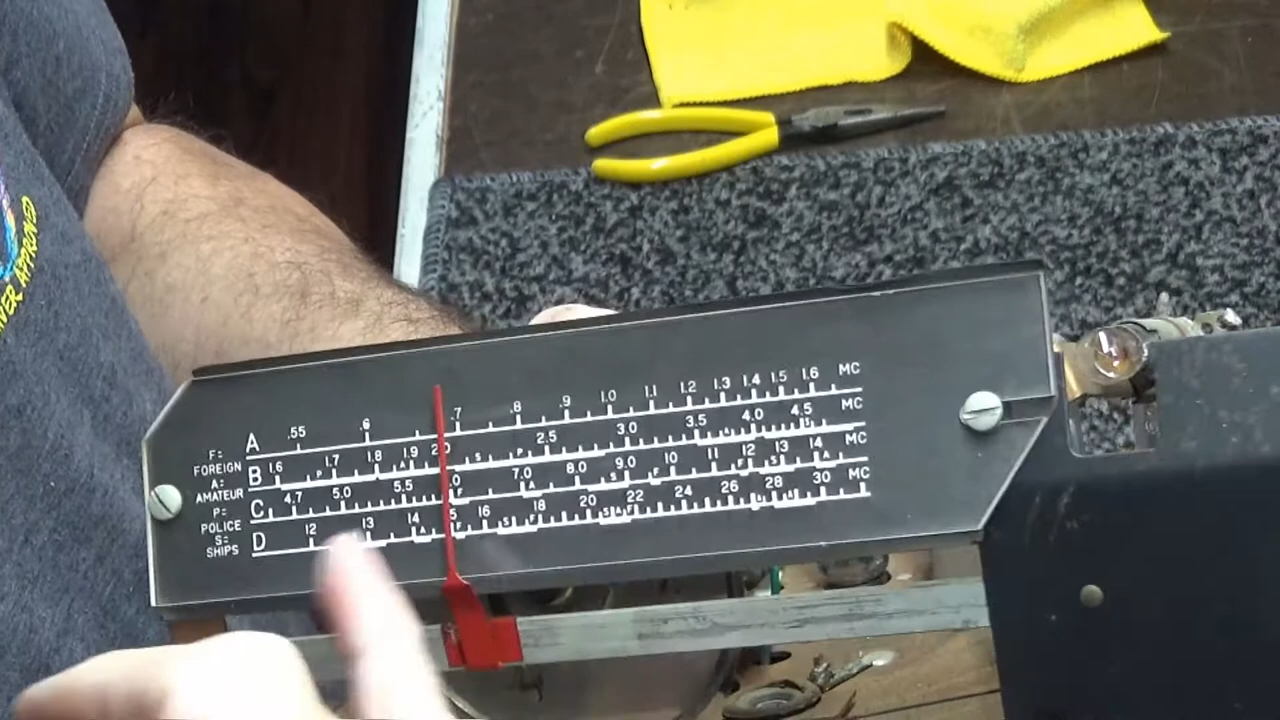 A .55 .6 .7 .8 .9 1.0 1.1 1.2 1.3 1.4 1.5 1.6 MC
B 1.6 P 1.7 1.8 A 1.9 S P 2.5 3.0 3.5 4.0 4.5 S MC
C 4.7 5.0 5.5 F 7.0 A 8.0 S 9.0 F 10 11 F 12 S 13 14 A MC
D 12 13 14 A F 16 S F 18 20 S A F 22 24 26 28 30 MC
F=
FOREIGN
A=
AMATEUR
P=
POLICE
S=
SHIPS
APPROVED